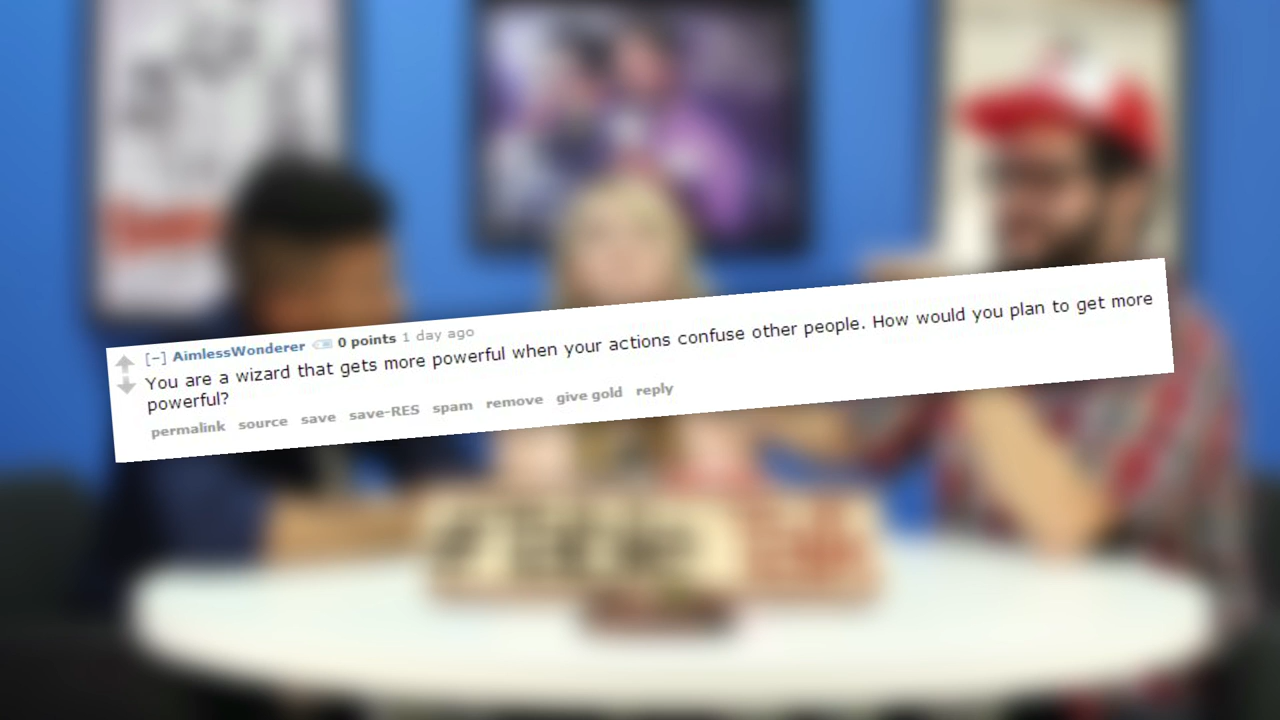 [–] AimlessWonderer 0 points 1 day ago
You are a wizard that gets more powerful when your actions confuse other people. How would you plan to get more
powerful?
permalink source save save-RES spam remove give gold reply